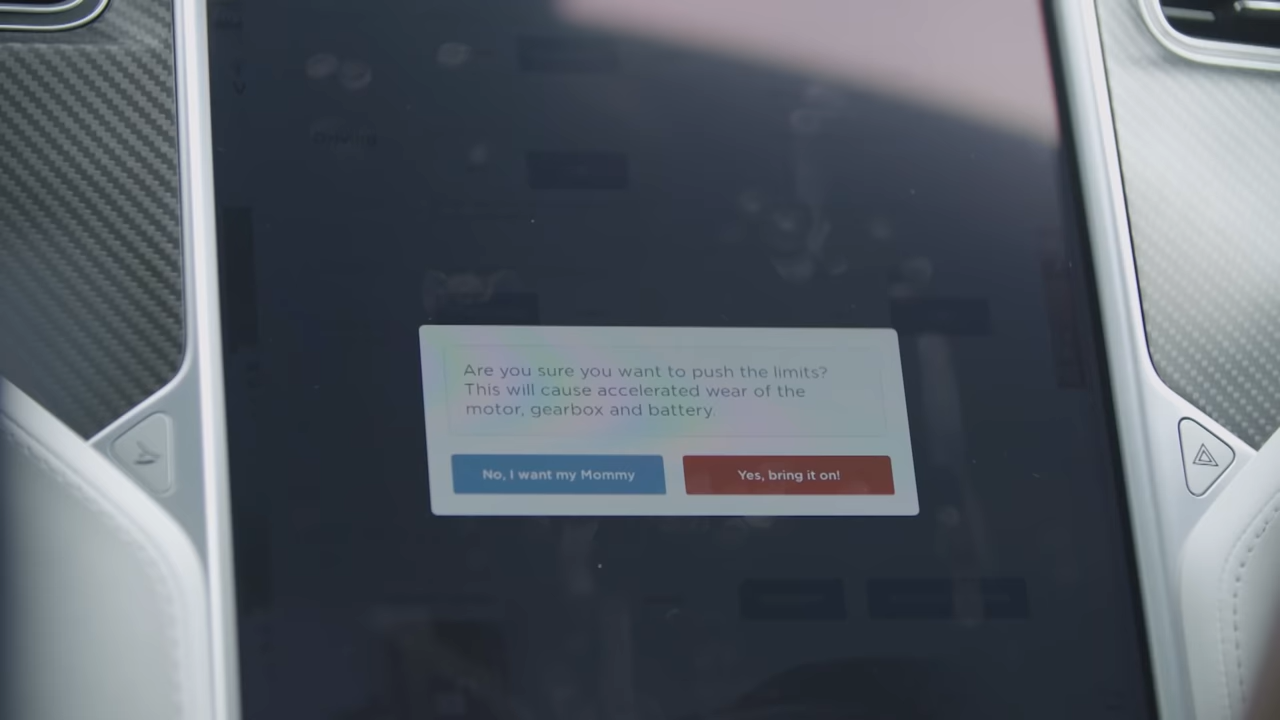 Are you sure you want to push the limits?
This will cause accelerated wear of the
motor, gearbox and battery.
No, I want my Mommy
Yes, bring it on!